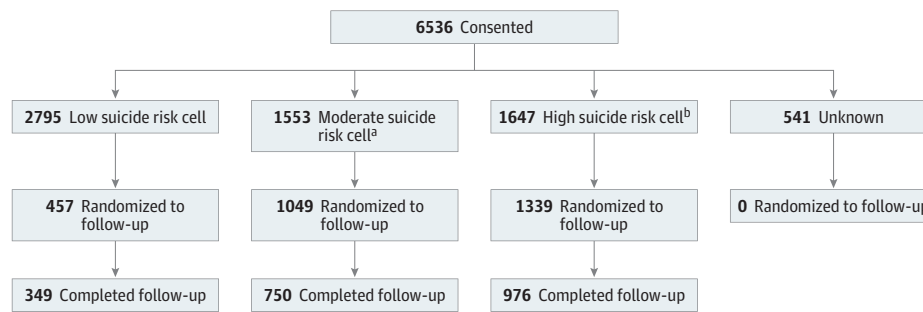 6536 Consented
2795 Low suicide risk cell
1553 Moderate suicide
risk cellᵃ
1647 High suicide risk cellᵇ
541 Unknown
457 Randomized to
follow-up
1049 Randomized to
follow-up
1339 Randomized to
follow-up
0 Randomized to follow-up
349 Completed follow-up
750 Completed follow-up
976 Completed follow-up